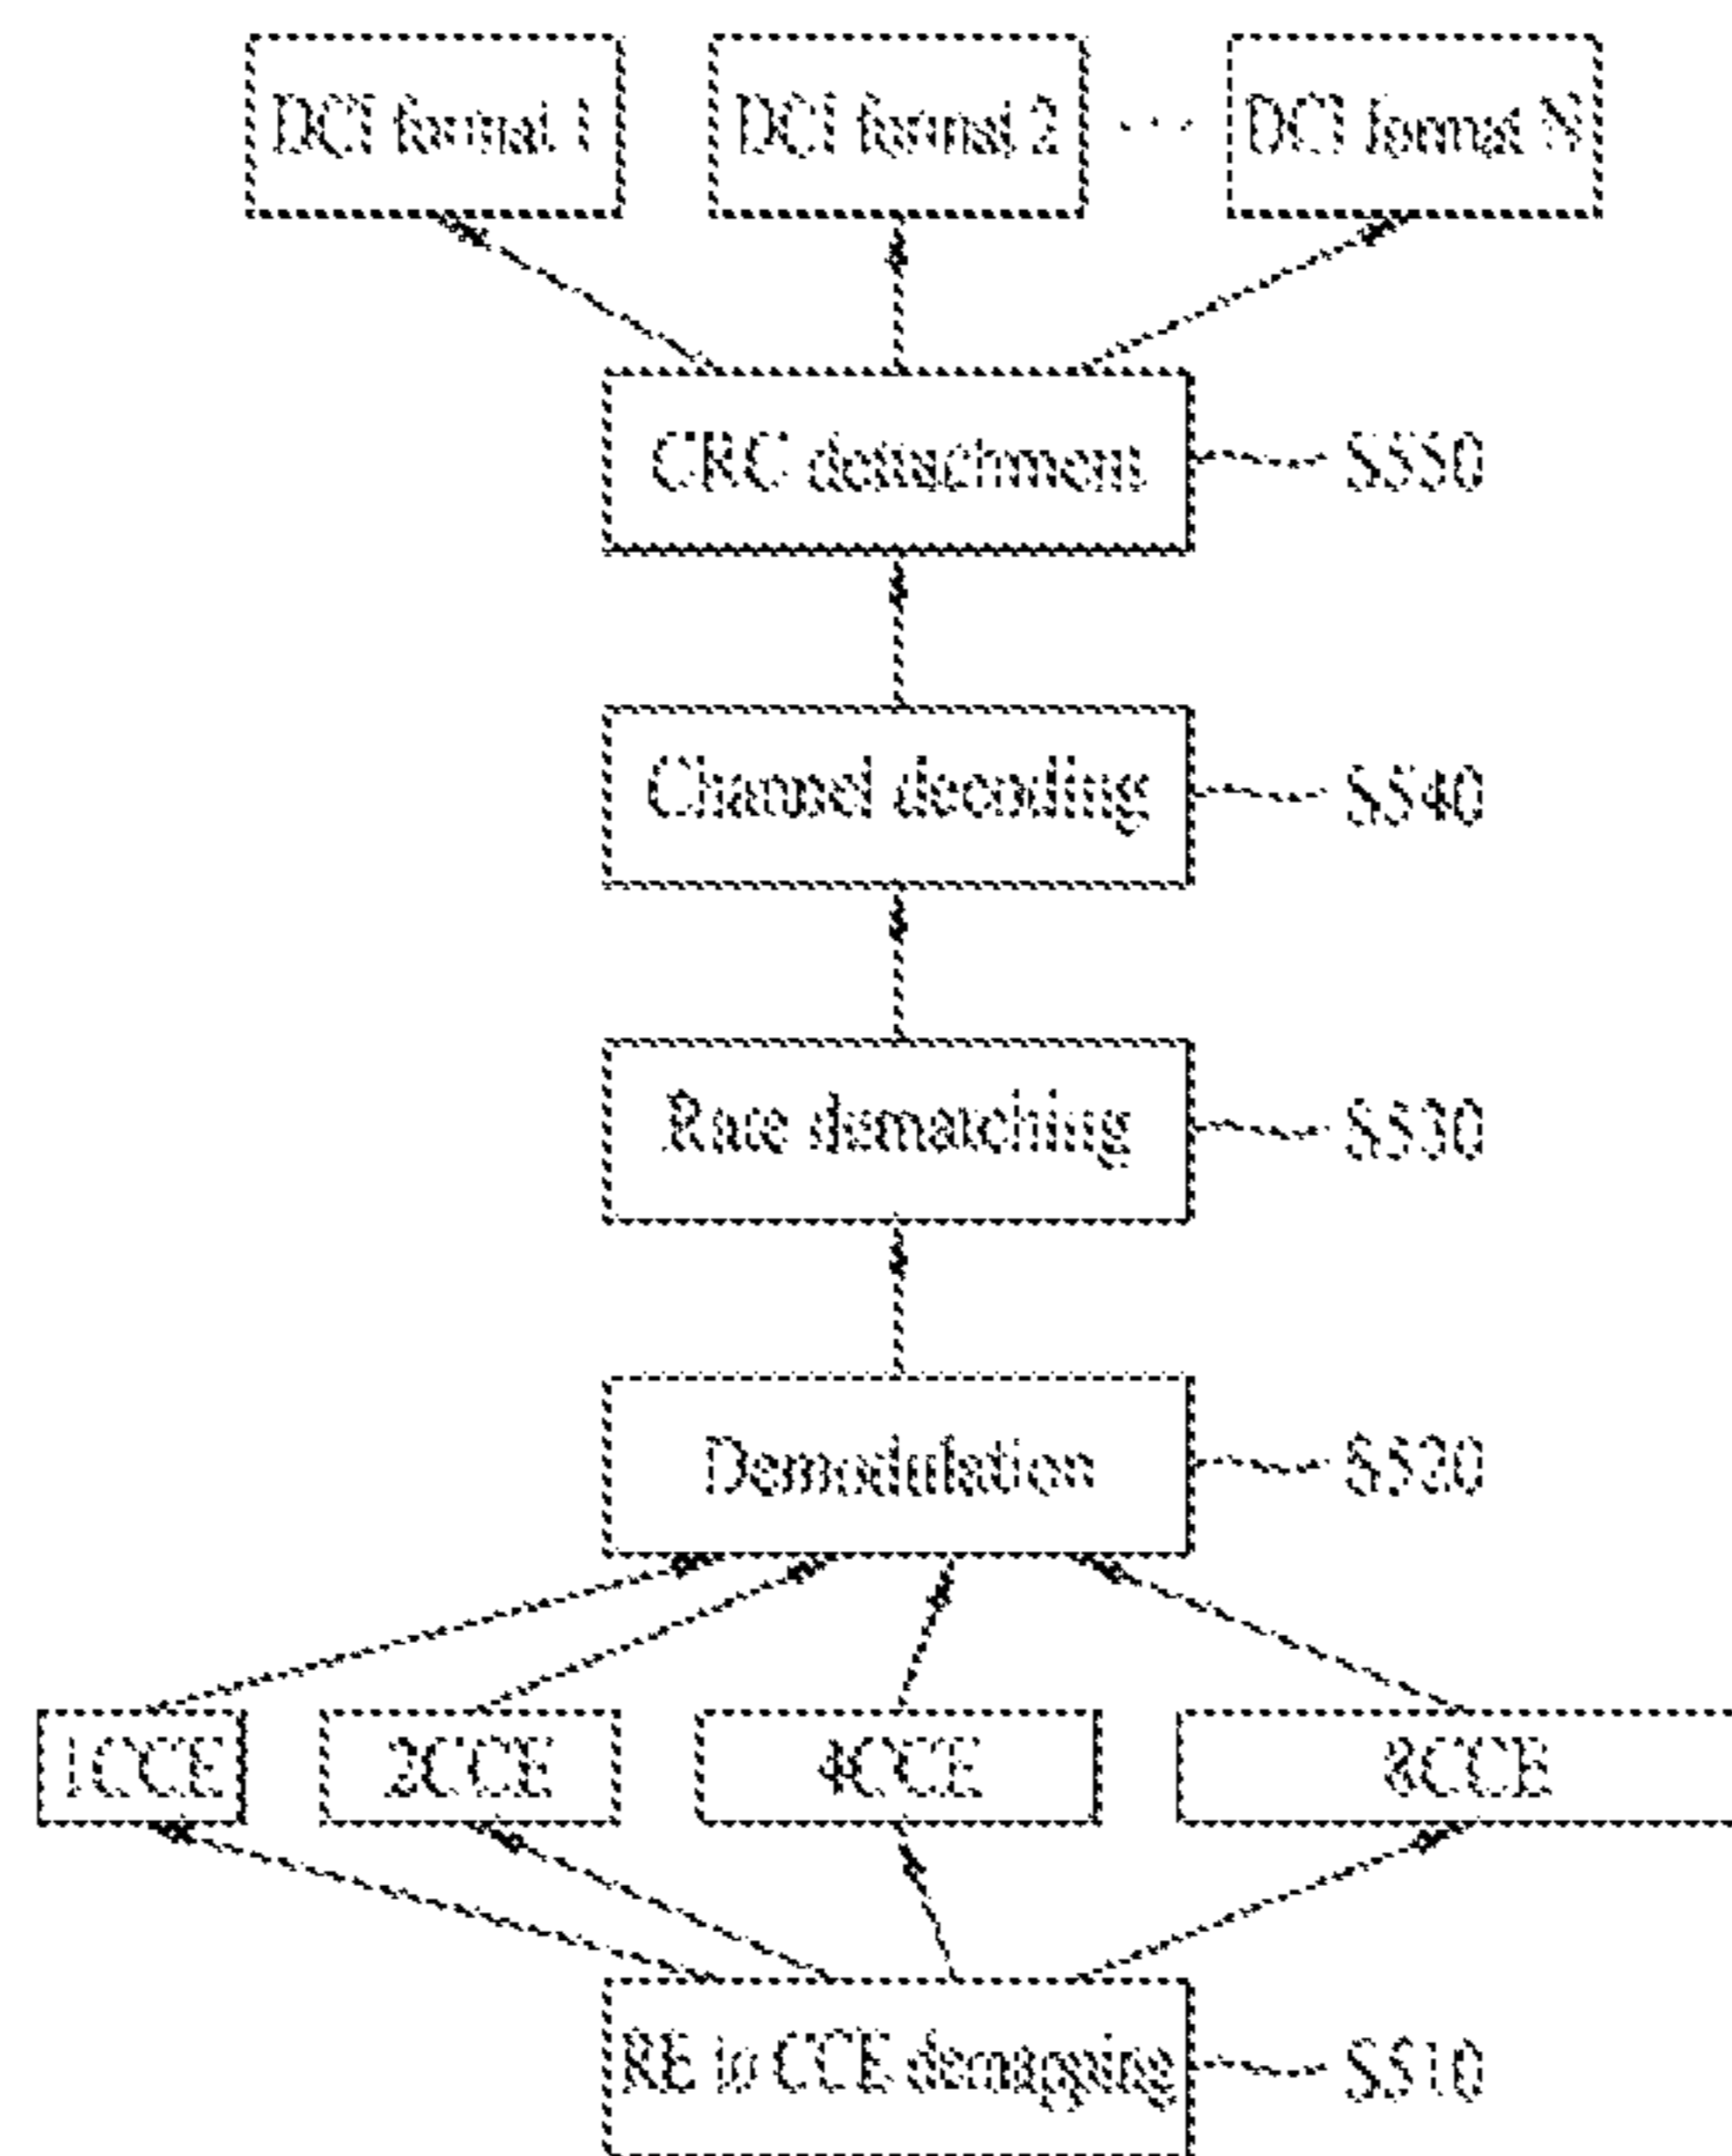 DCI format 1 DCI format 2 ... DCI format N
CRC detachment S550
Channel decoding S540
Rate dematching S530
Demodulation S520
1CCE 2CCE 4CCE 8CCE
RE to CCE demapping S510